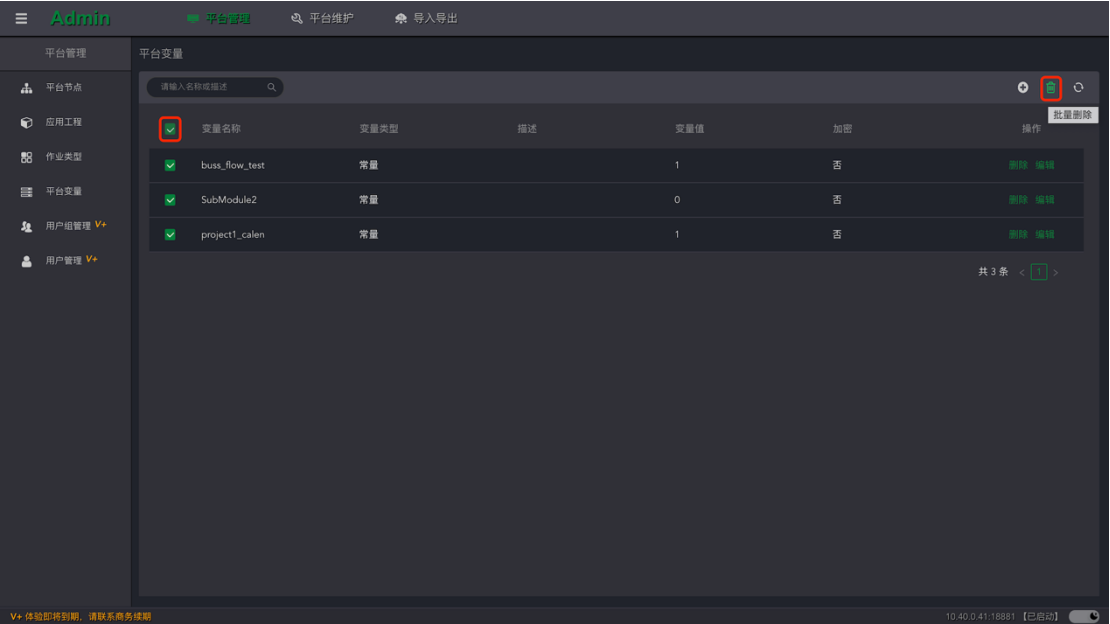 Admin 平台管理 平台维护 导入导出
平台管理
平台节点
应用工程
作业类型
平台变量
用户组管理 V+
用户管理 V+
平台变量
请输入名称或描述
批量删除
变量名称 变量类型 描述 变量值 加密 操作
buss_flow_test 常量 1 否 删除 编辑
SubModule2 常量 0 否 删除 编辑
project1_calen 常量 1 否 删除 编辑
共 3 条 < 1 >
V+ 体验即将到期，请联系商务续期
10.40.0.41:18881 【已启动】